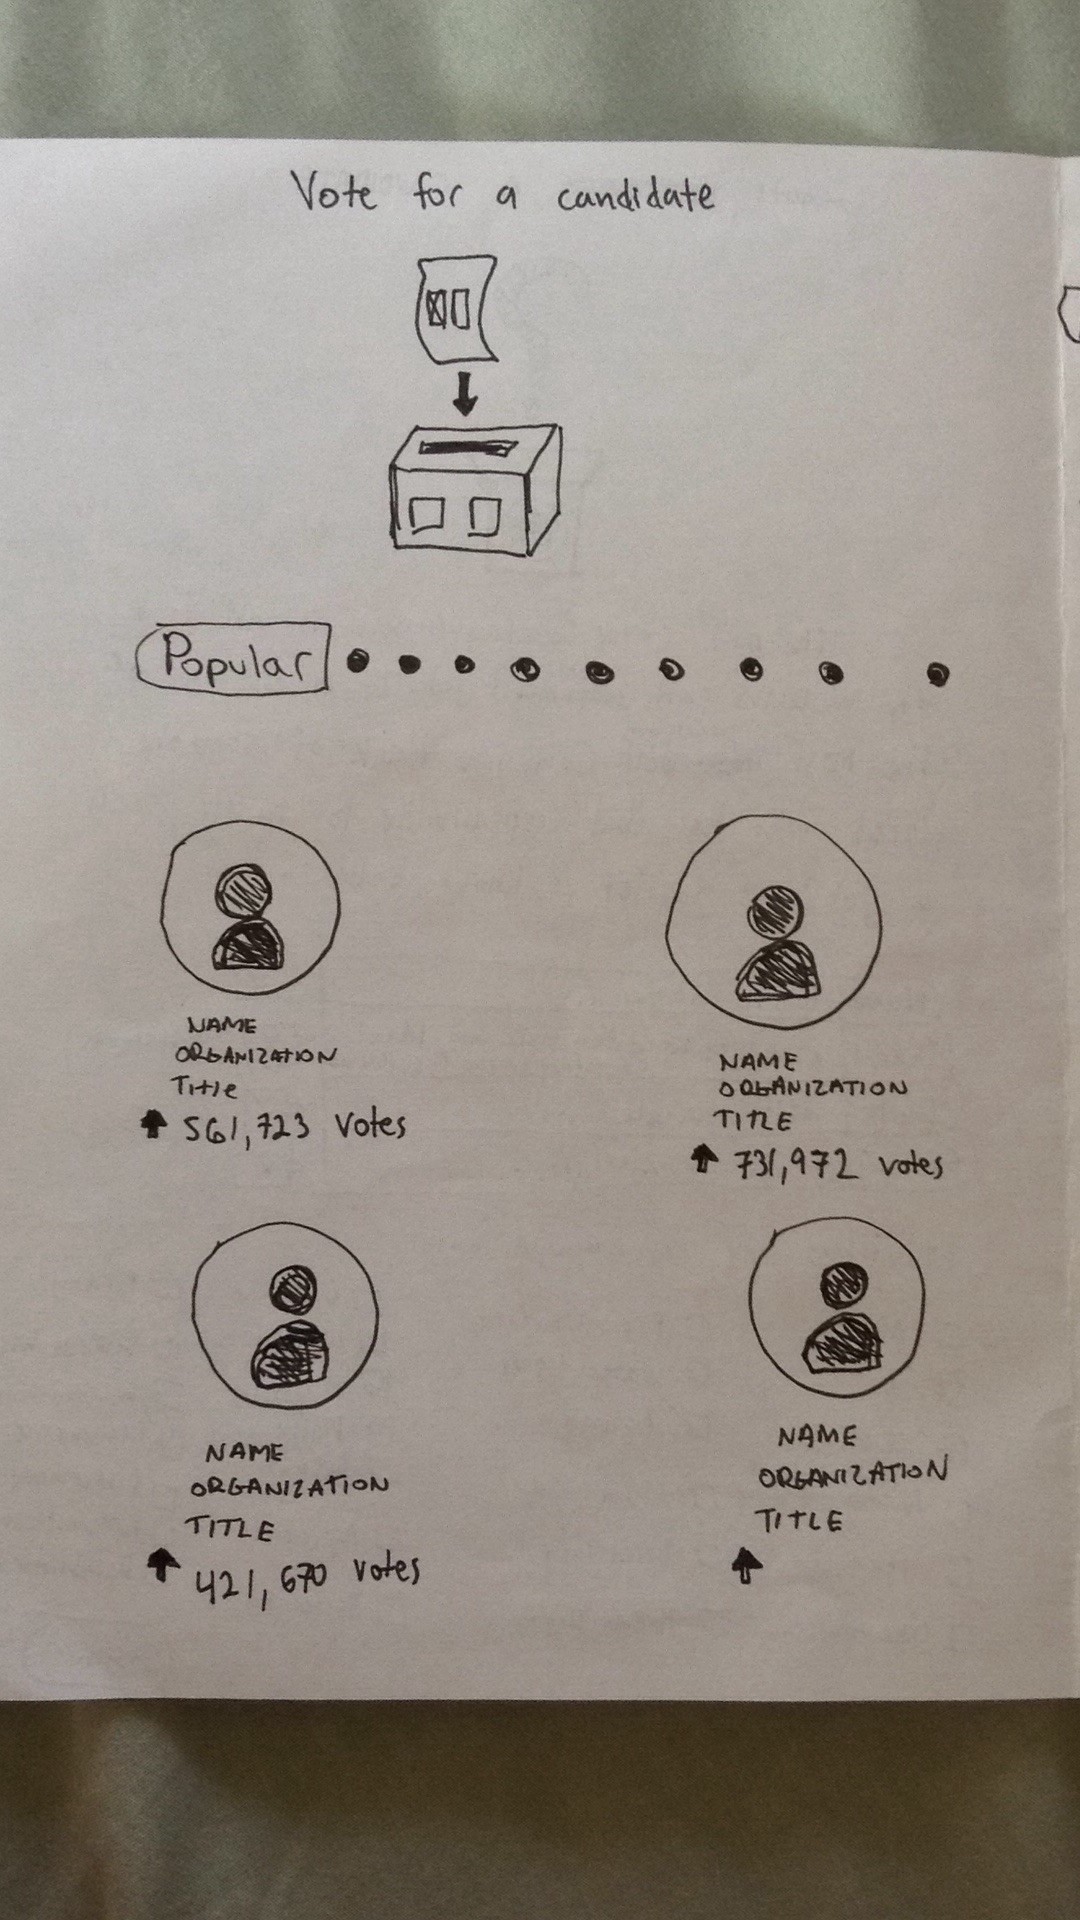 Vote for a candidate
Popular
NAME
ORGANIZATION
Title
561,723 Votes
NAME
ORGANIZATION
TITLE
731,972 votes
NAME
ORGANIZATION
TITLE
421,670 votes
NAME
ORGANIZATION
TITLE